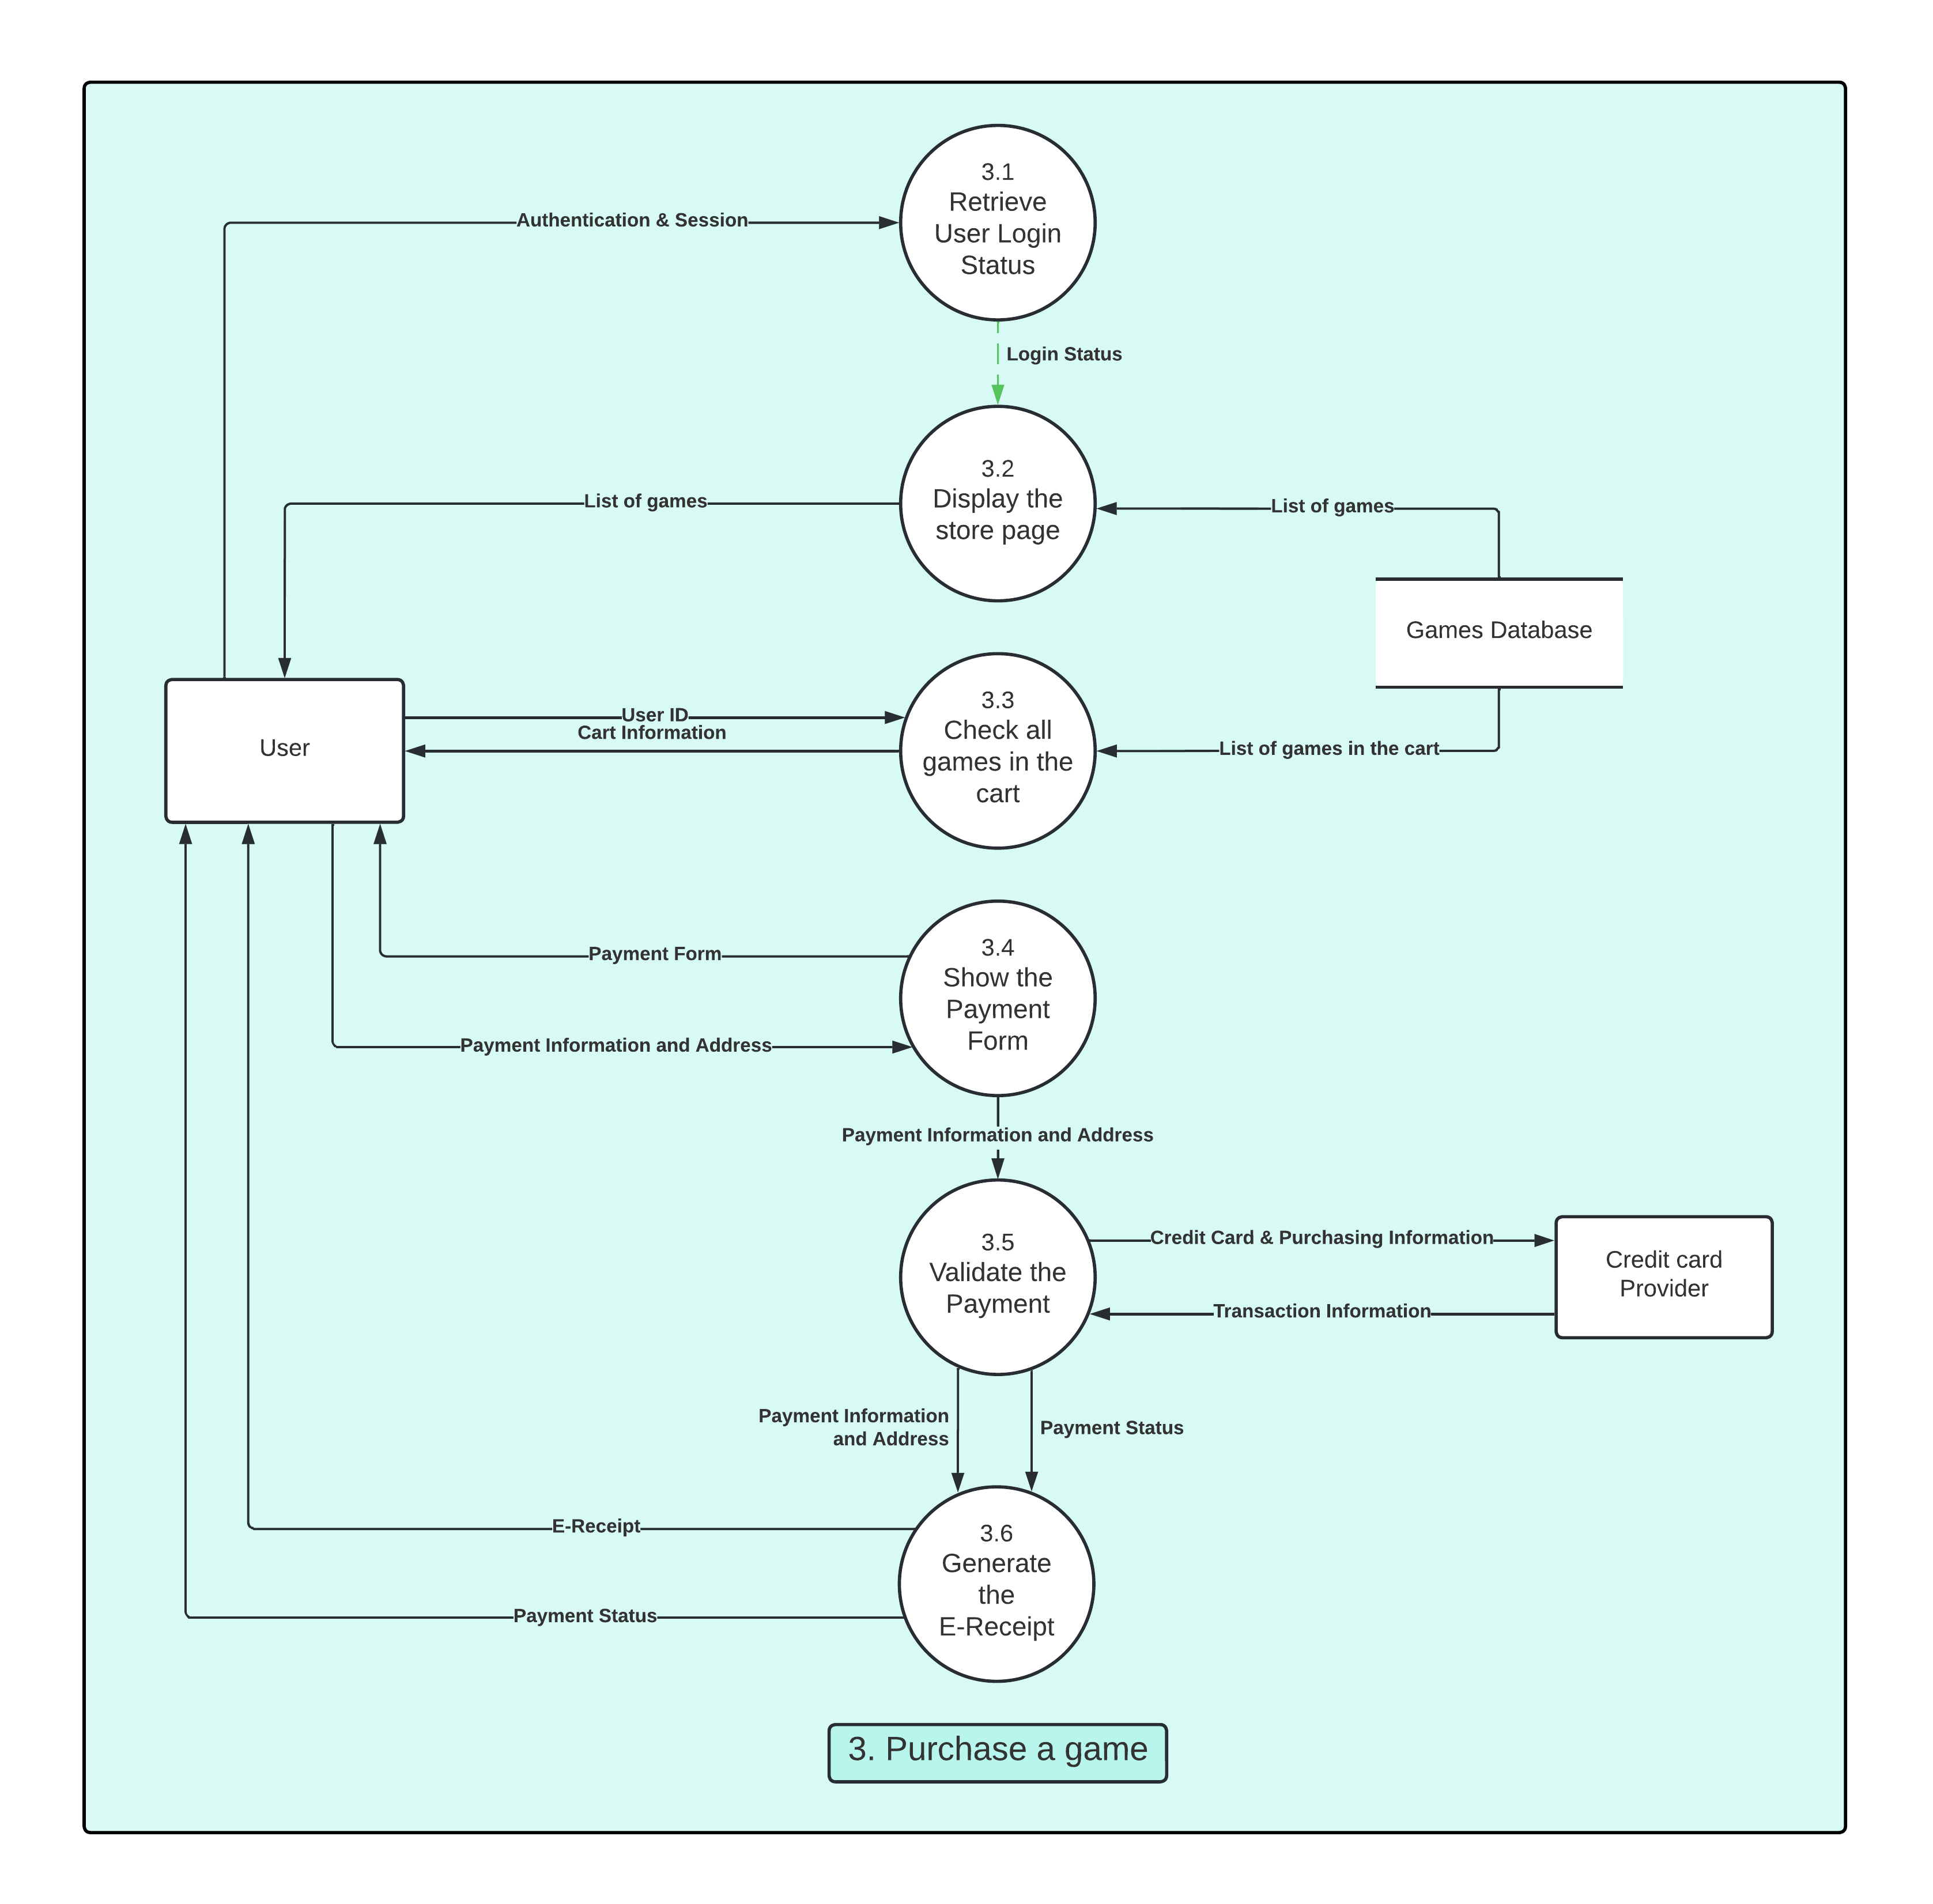 3.1
Retrieve
User Login
Status
Authentication & Session
Login Status
3.2
Display the
store page
List of games
List of games
Games Database
3.3
Check all
games in the
cart
User ID
Cart Information
User
List of games in the cart
3.4
Show the
Payment
Form
Payment Form
Payment Information and Address
Payment Information and Address
3.5
Validate the
Payment
Credit Card & Purchasing Information
Credit card
Provider
Transaction Information
Payment Information
and Address
Payment Status
3.6
Generate
the
E-Receipt
E-Receipt
Payment Status
3. Purchase a game